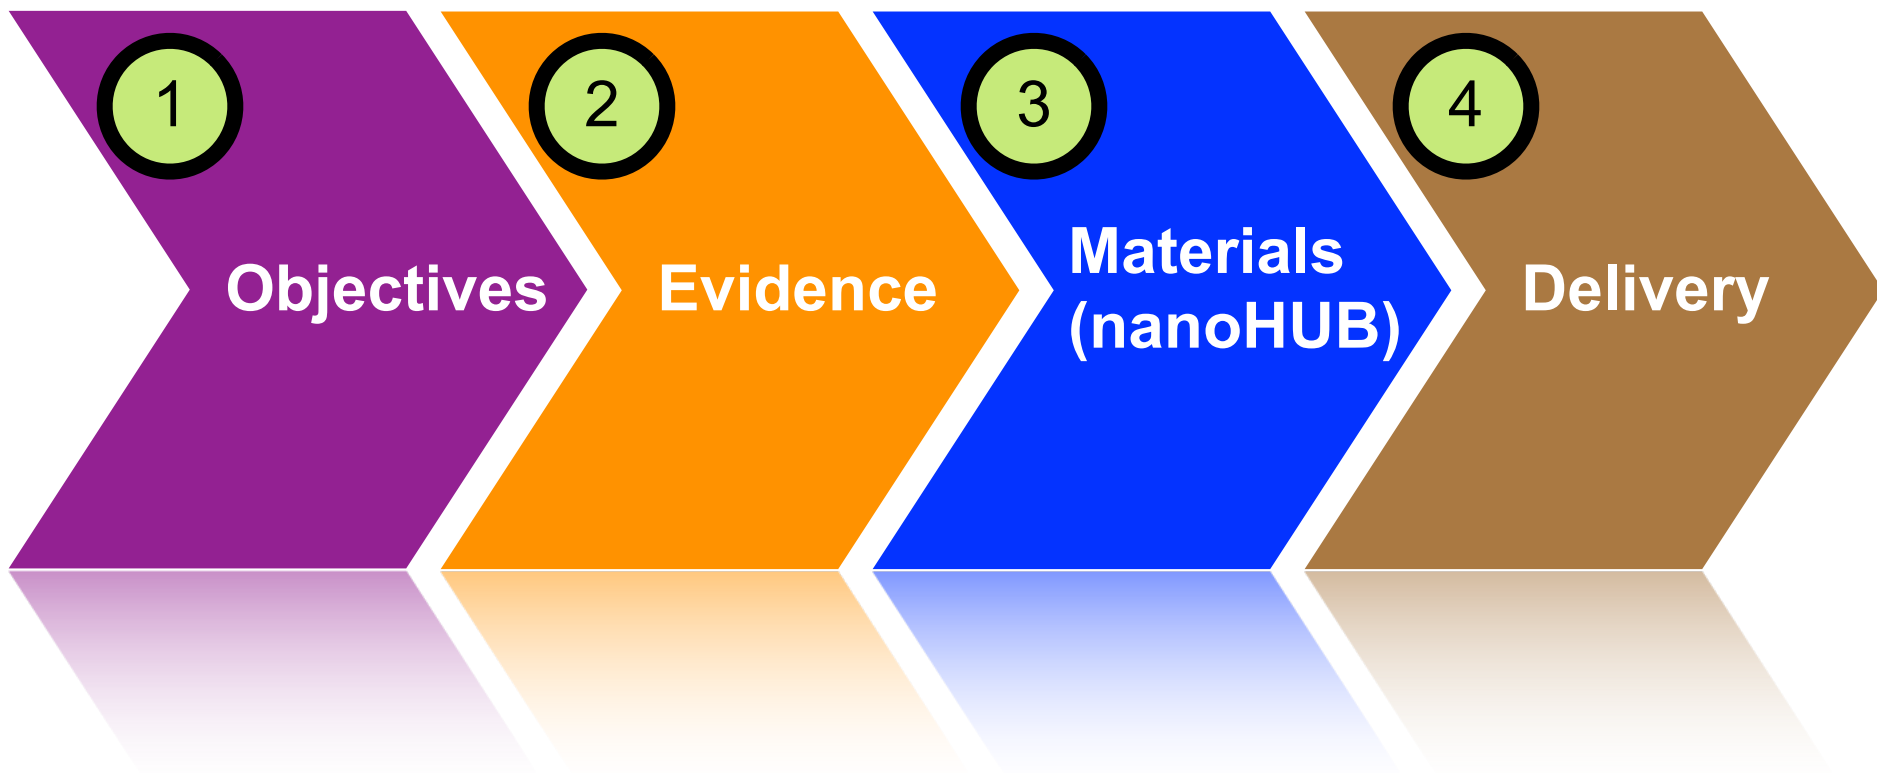 1
Objectives
2
Evidence
3
Materials
(nanoHUB)
4
Delivery